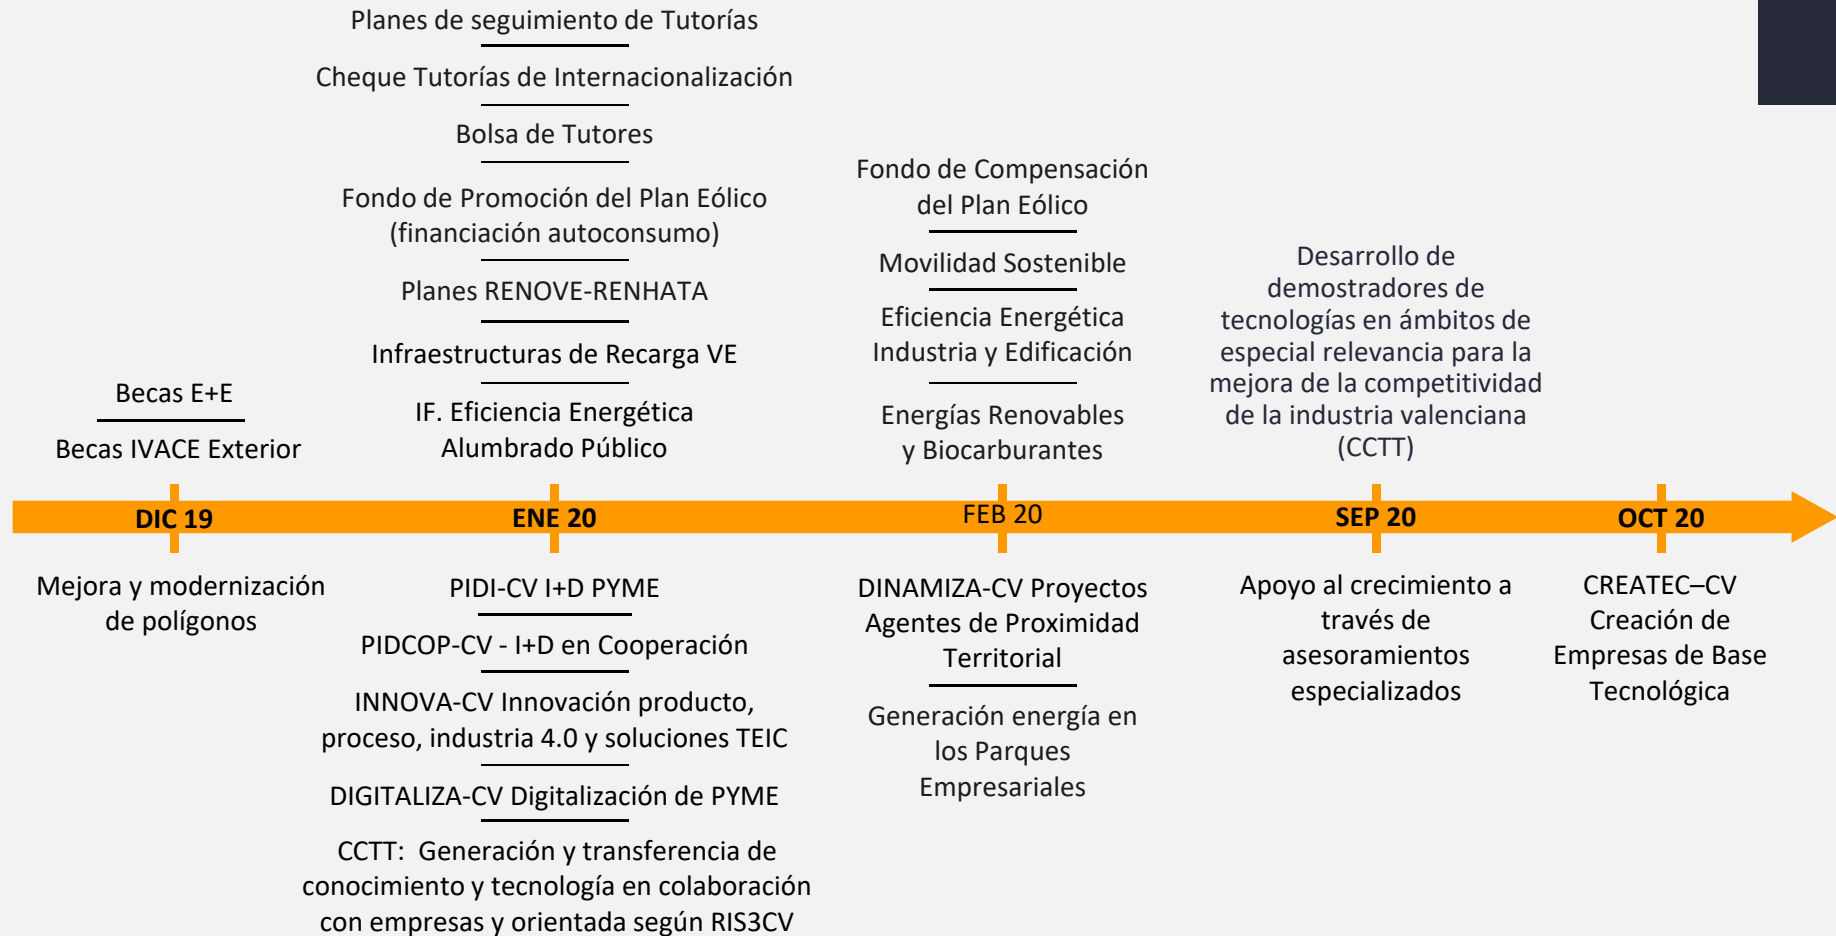 Planes de seguimiento de Tutorías
Cheque Tutorías de Internacionalización
Bolsa de Tutores
Fondo de Promoción del Plan Eólico
(financiación autoconsumo)
Planes RENOVE-RENHATA
Infraestructuras de Recarga VE
IF. Eficiencia Energética
Alumbrado Público
Becas E+E
Becas IVACE Exterior
Fondo de Compensación
del Plan Eólico
Movilidad Sostenible
Eficiencia Energética
Industria y Edificación
Energías Renovables
y Biocarburantes
Desarrollo de
demostradores de
tecnologías en ámbitos de
especial relevancia para la
mejora de la competitividad
de la industria valenciana
(CCTT)
DIC 19
ENE 20
FEB 20
SEP 20
OCT 20
Mejora y modernización
de polígonos
PIDI-CV I+D PYME
PIDCOP-CV - I+D en Cooperación
INNOVA-CV Innovación producto,
proceso, industria 4.0 y soluciones TEIC
DIGITALIZA-CV Digitalización de PYME
CCTT: Generación y transferencia de
conocimiento y tecnología en colaboración
con empresas y orientada según RIS3CV
DINAMIZA-CV Proyectos
Agentes de Proximidad
Territorial
Generación energía en
los Parques
Empresariales
Apoyo al crecimiento a
través de
asesoramientos
especializados
CREATEC–CV
Creación de
Empresas de Base
Tecnológica